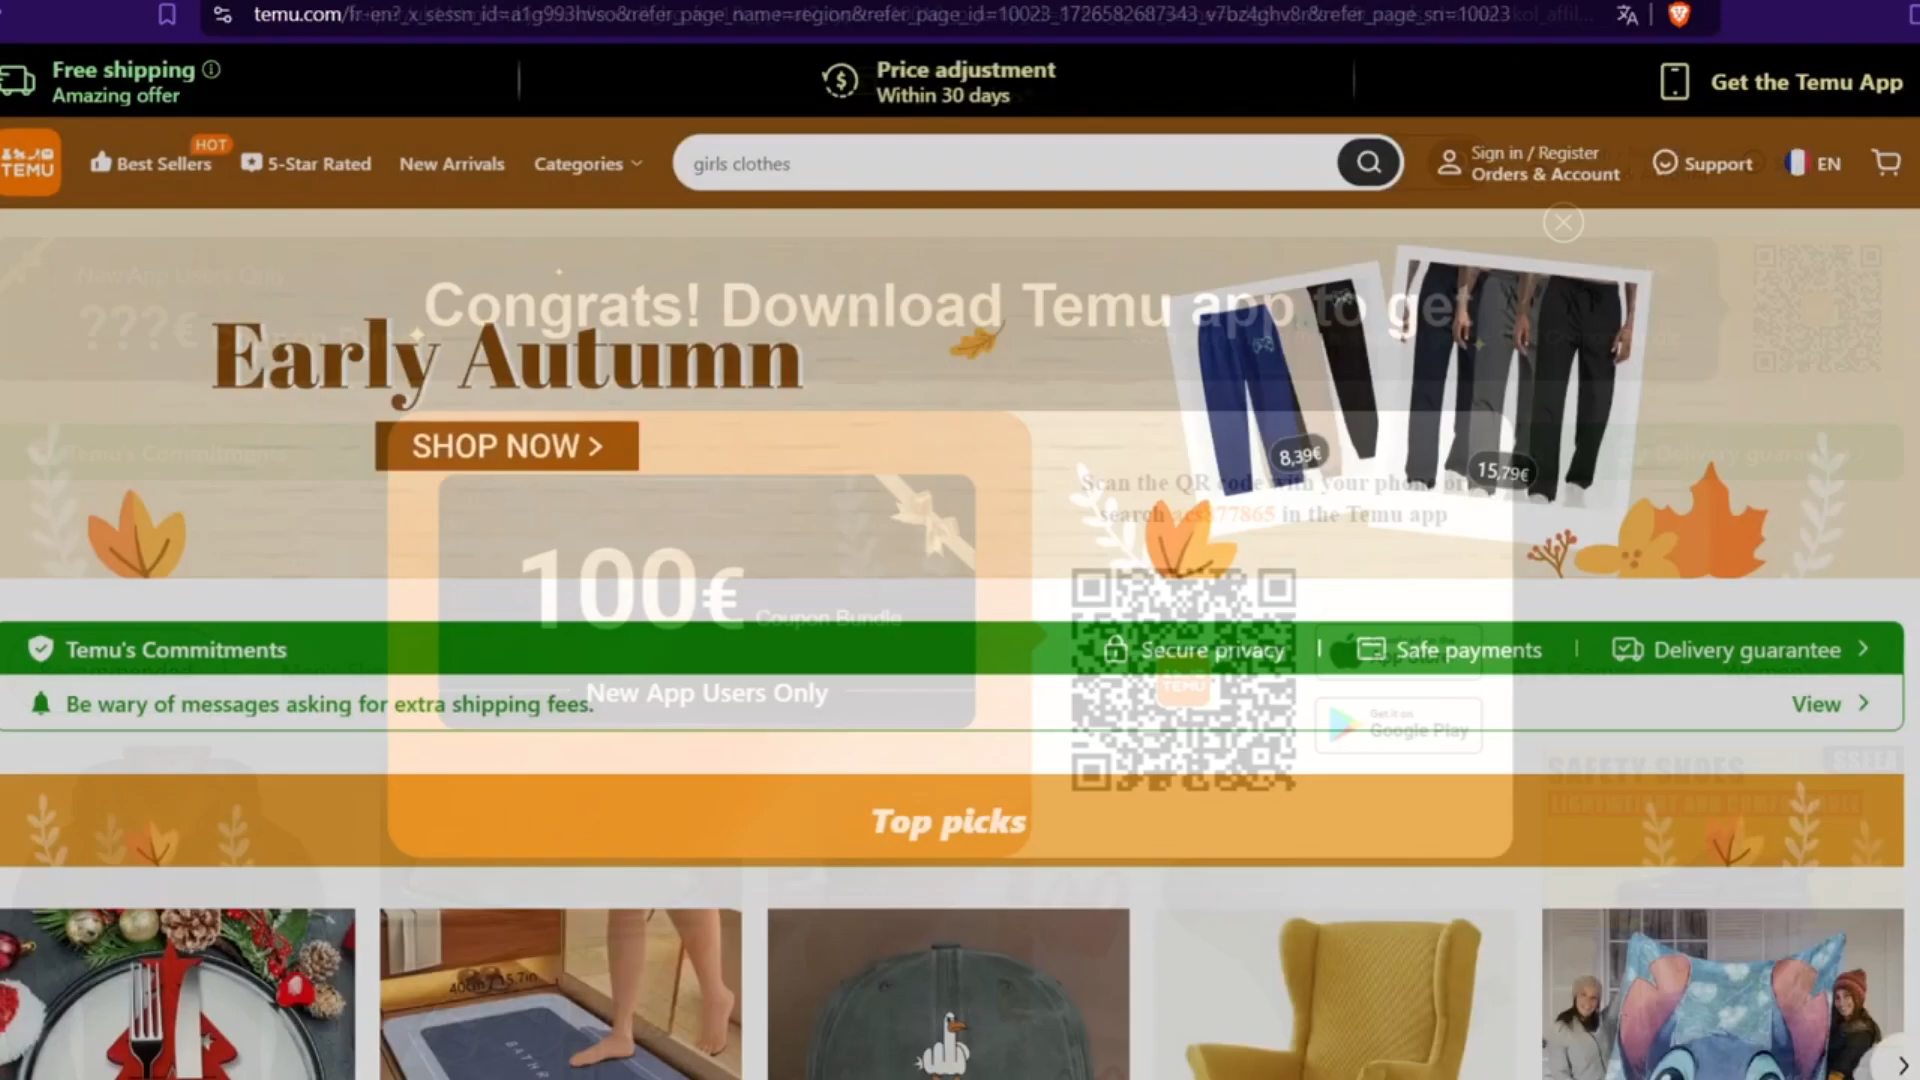 temu.com/fr-en?_x_sessn_id=a1g993hvso&refer_page_name=region&refer_page_id=10023_1726582687343_v7bz4ghv8r&refer_page_sn=10023
Free shipping
Amazing offer
Price adjustment
Within 30 days
Get the Temu App
TEMU
Best Sellers
HOT
5-Star Rated
New Arrivals
Categories
girls clothes
Sign in / Register
Orders & Account
Support
EN
New App Users Only
???€
Congrats! Download Temu app to get
Early Autumn
SHOP NOW >
8,39€
15,79€
Scan the QR code with your phone or
search acs877865 in the Temu app
100€ Coupon Bundle
New App Users Only
Temu's Commitments
Secure privacy
Safe payments
Delivery guarantee >
Be wary of messages asking for extra shipping fees.
View >
TEMU
Get it on
Google Play
SAFETY SHOES
Top picks